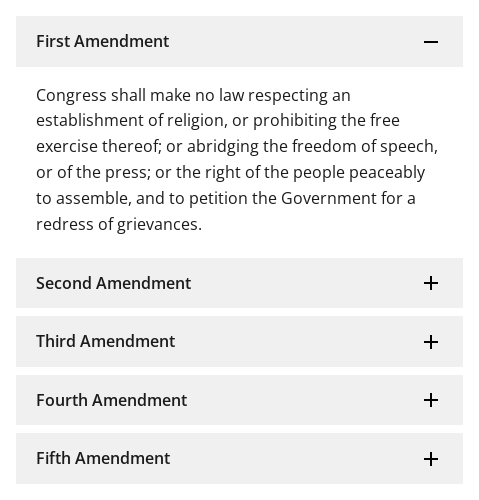 First Amendment
Congress shall make no law respecting an
establishment of religion, or prohibiting the free
exercise thereof; or abridging the freedom of speech,
or of the press; or the right of the people peaceably
to assemble, and to petition the Government for a
redress of grievances.
Second Amendment
Third Amendment
Fourth Amendment
Fifth Amendment